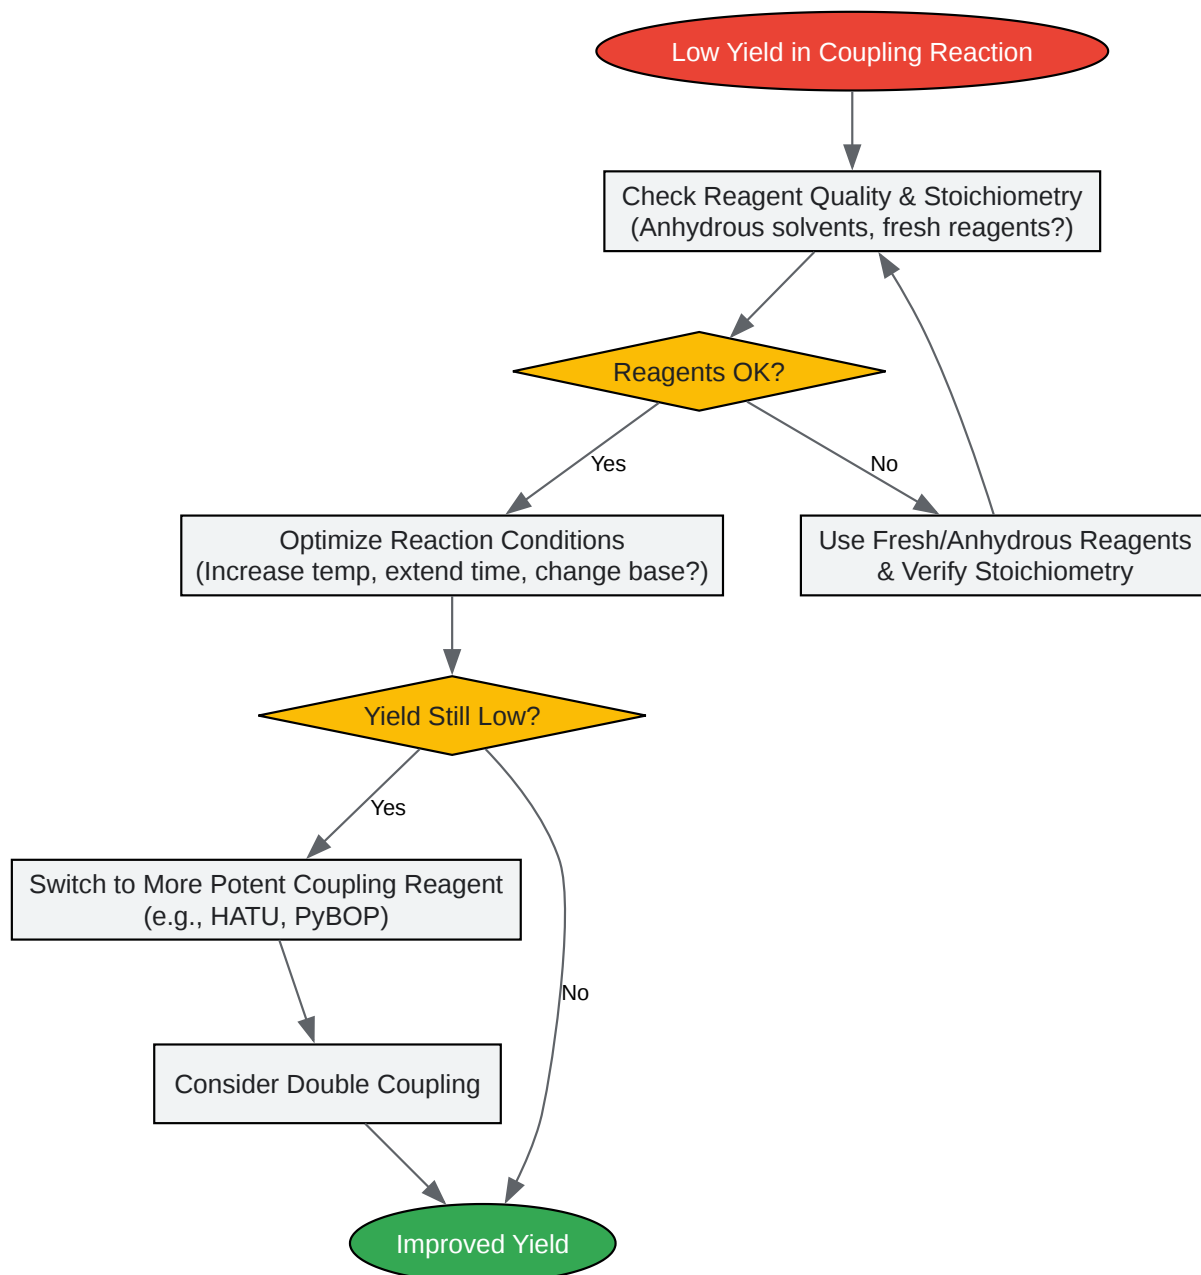 Low Yield in Coupling Reaction
Check Reagent Quality & Stoichiometry
(Anhydrous solvents, fresh reagents?)
Reagents OK?
Yes
No
Optimize Reaction Conditions
(Increase temp, extend time, change base?)
Use Fresh/Anhydrous Reagents
& Verify Stoichiometry
Yield Still Low?
Yes
Switch to More Potent Coupling Reagent
(e.g., HATU, PyBOP)
No
Consider Double Coupling
Improved Yield